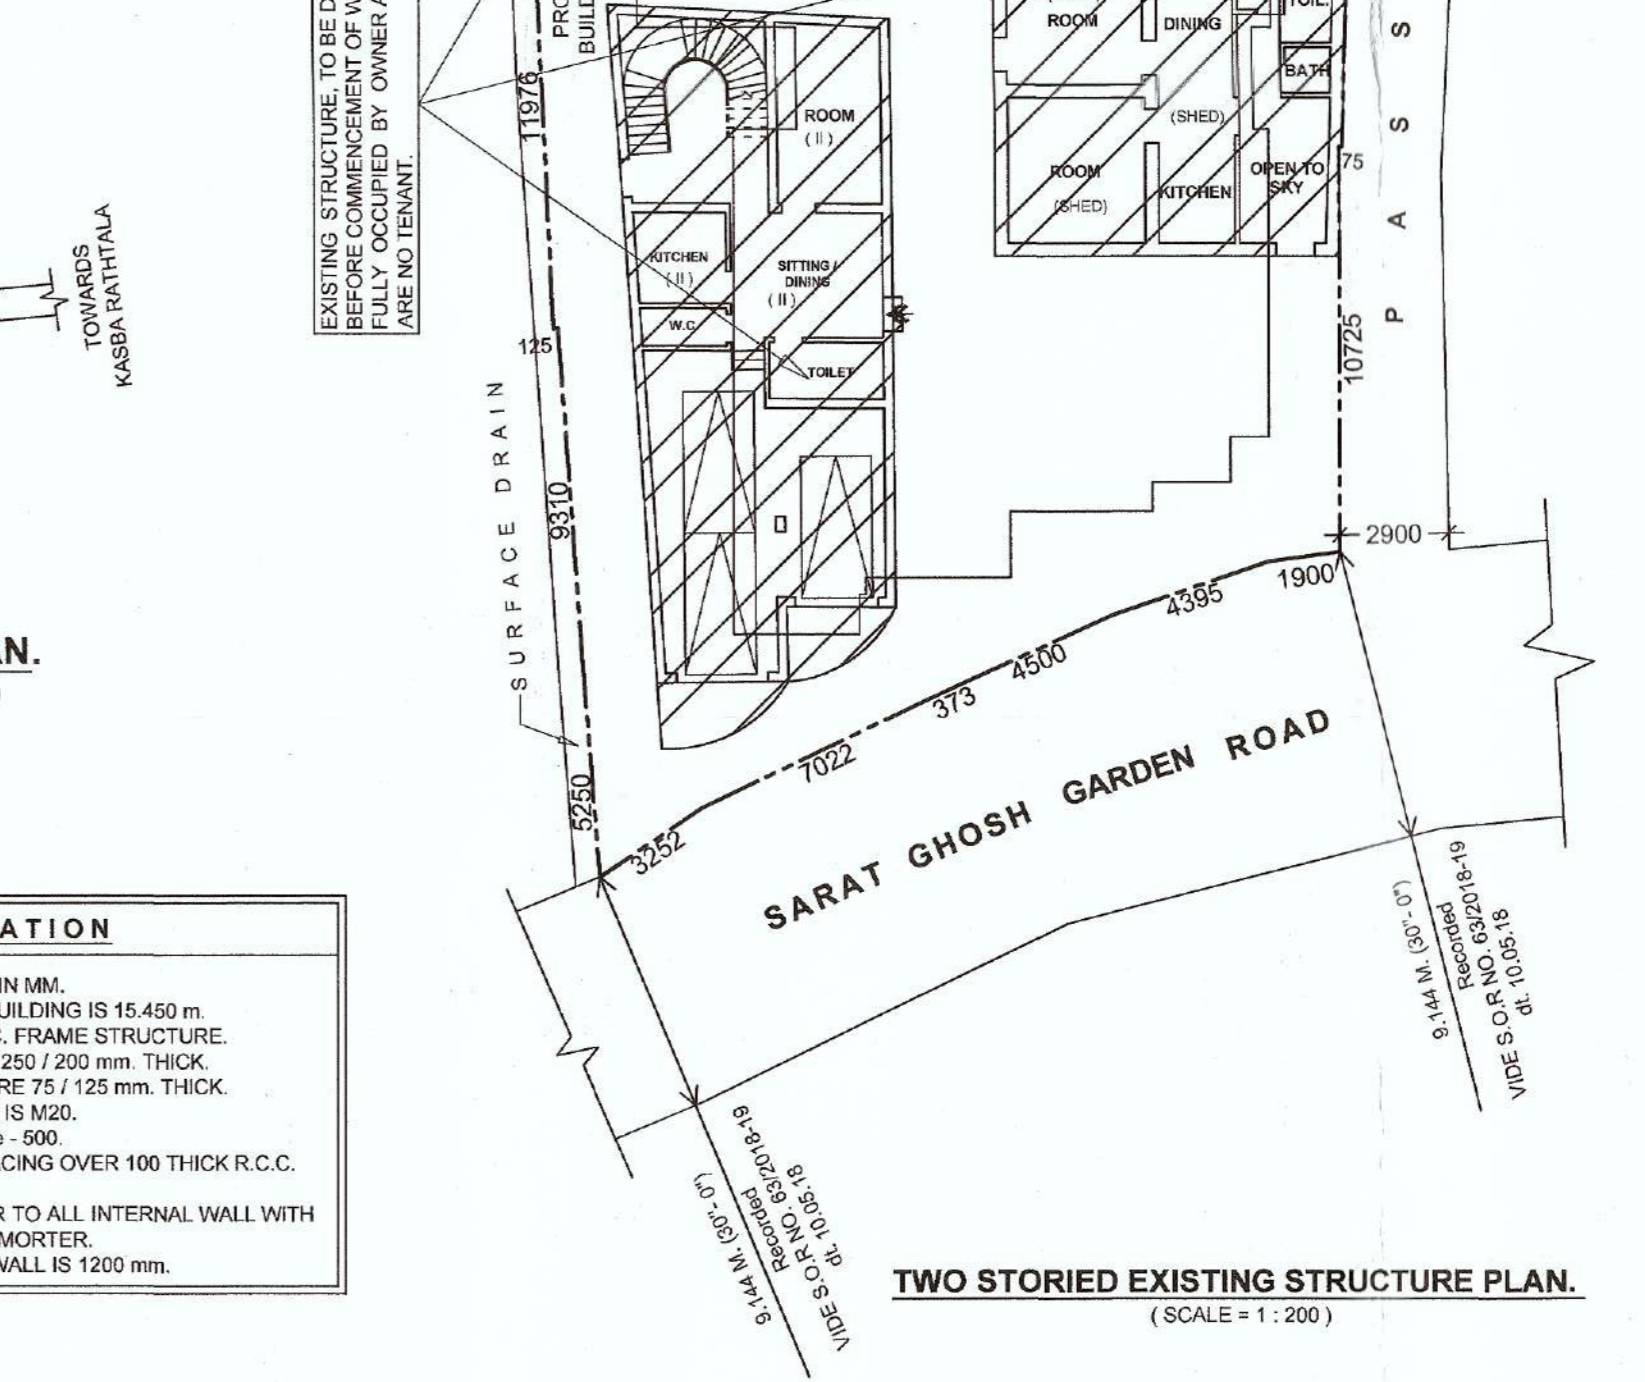 EXISTING STRUCTURE, TO BE D
BEFORE COMMENCEMENT OF W
FULLY OCCUPIED BY OWNER A
ARE NO TENANT.
PRO
BUILD
11976
ROOM
DINING
TOIL.
BATH
ROOM
( II )
(SHED)
ROOM
(SHED)
KITCHEN
OPEN TO
SKY
75
P A S S
TOWARDS
KASBA RATHTALA
KITCHEN
( II )
SITTING /
DINING
( II )
W.C
TOILET
125
10725
SURFACE DRAIN
9310
5250
2900
1900
4395
4500
373
7022
3252
SARAT GHOSH GARDEN ROAD
AN.
9.144 M. (30"- 0")
Recorded
VIDE S.O.R NO. 63/2018-19
dt. 10.05.18
9.144 M. (30"- 0")
Recorded
VIDE S.O.R NO. 63/2018-19
dt. 10.05.18
ATION
IN MM.
UILDING IS 15.450 m.
C. FRAME STRUCTURE.
250 / 200 mm. THICK.
RE 75 / 125 mm. THICK.
IS M20.
e - 500.
CING OVER 100 THICK R.C.C.
R TO ALL INTERNAL WALL WITH
MORTER.
WALL IS 1200 mm.
TWO STORIED EXISTING STRUCTURE PLAN.
( SCALE = 1 : 200 )